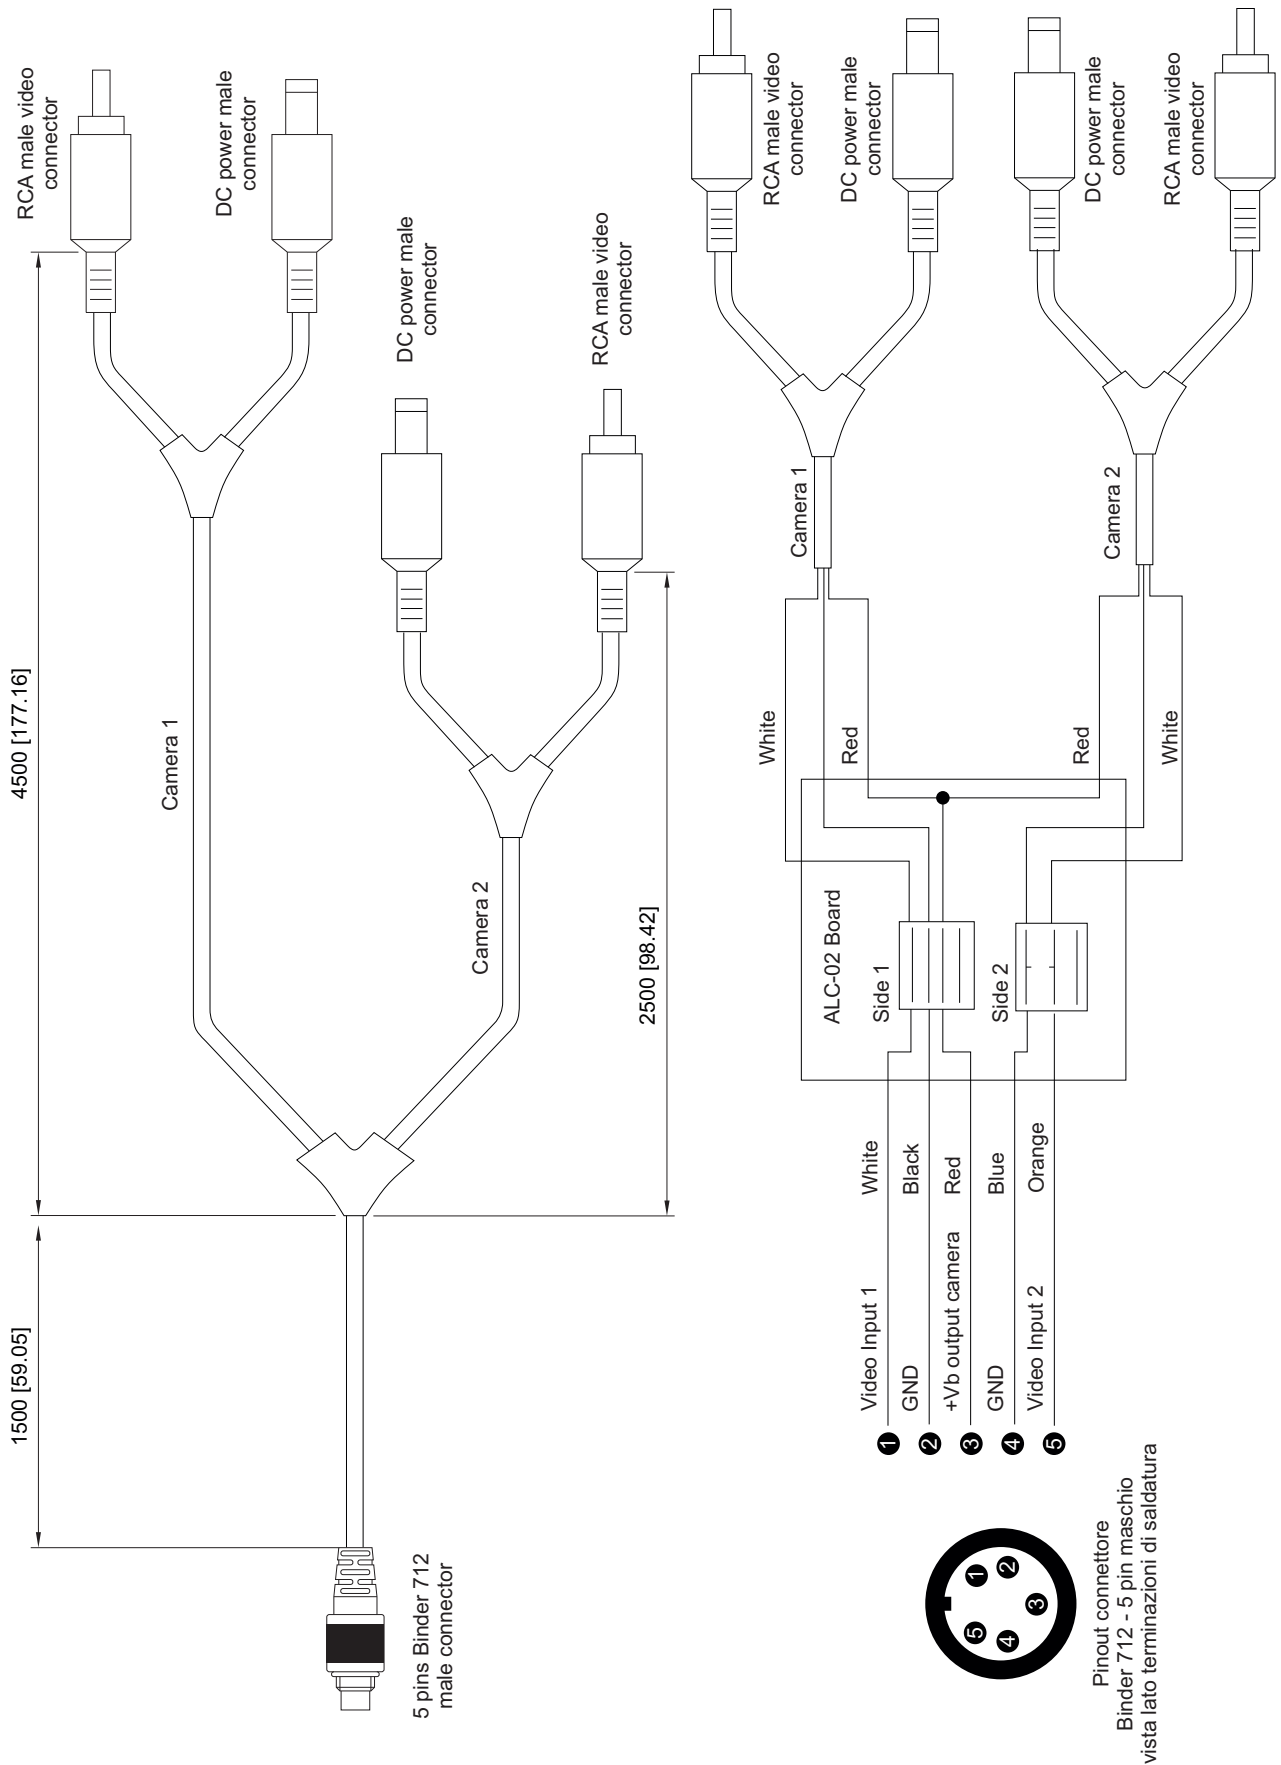 RCA male video
connector
DC power male
connector
DC power male
connector
RCA male video
connector
4500 [177.16]
Camera 1
Camera 2
2500 [98.42]
1500 [59.05]
5 pins Binder 712
male connector
RCA male video
connector
DC power male
connector
DC power male
connector
RCA male video
connector
Camera 1
Camera 2
White
Red
Red
White
ALC-02 Board
Side 1
Side 2
White
Black
Red
Blue
Orange
Video Input 1
GND
+Vb output camera
GND
Video Input 2
1
2
3
4
5
1
2
3
4
5
Pinout connettore
Binder 712 - 5 pin maschio
vista lato terminazioni di saldatura